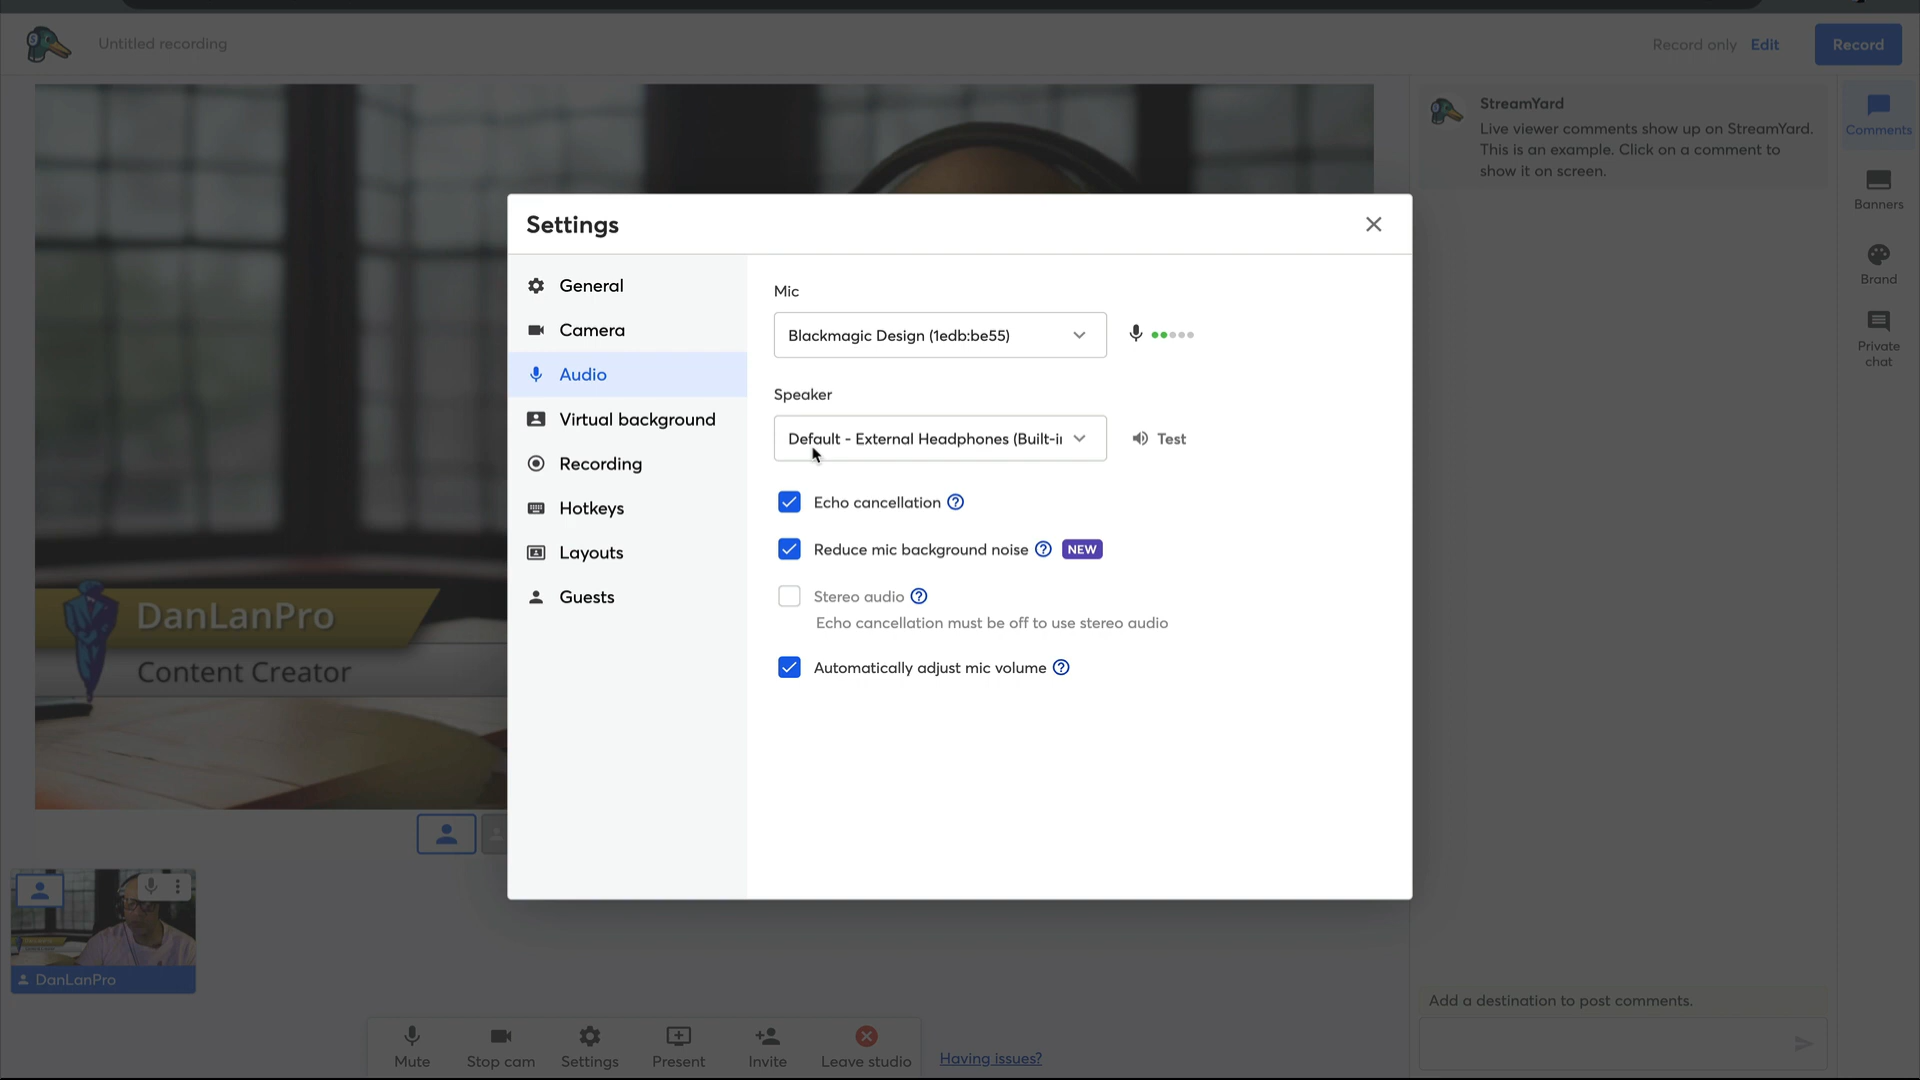 Untitled recording
Record only Edit Record
StreamYard
Live viewer comments show up on StreamYard.
This is an example. Click on a comment to
show it on screen.
Comments
Banners
Brand
Private
chat
Settings
General
Camera
Audio
Virtual background
Recording
Hotkeys
Layouts
Guests
Mic
Blackmagic Design (1edb:be55)
Speaker
Default - External Headphones (Built-in
Test
Echo cancellation
Reduce mic background noise NEW
Stereo audio
Echo cancellation must be off to use stereo audio
Automatically adjust mic volume
DanLanPro
Content Creator
DanLanPro
Add a destination to post comments.
Mute
Stop cam
Settings
Present
Invite
Leave studio
Having issues?